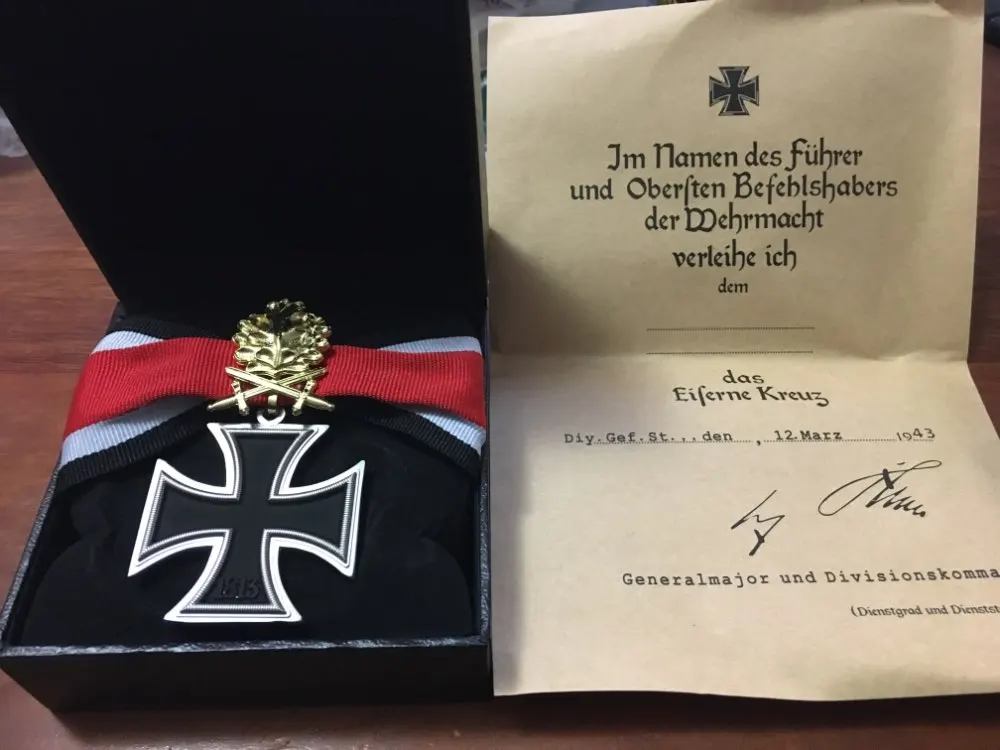 Im Namen des Führer
und Oberſten Befehlshabers
der Wehrmacht
verleihe ich
dem
das
Eiſerne Kreuz
Div.Gef.St...den , 12.Marz 1943
Generalmajor und Divisionskomma
(Dienstgrad und Dienstst
1813